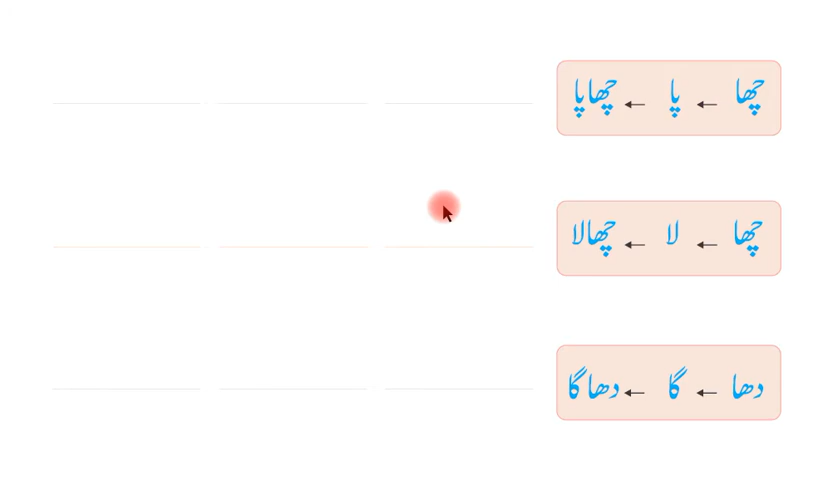 چھا ← پا ← چھاپا
چھا ← لا ← چھالا
دھا ← گا ← دھاگا